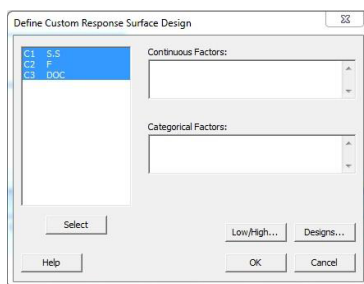 Define Custom Response Surface Design
C1 S.S
C2 F
C3 DOC
Continuous Factors:
Categorical Factors:
Select
Low/High...
Designs...
Help
OK
Cancel